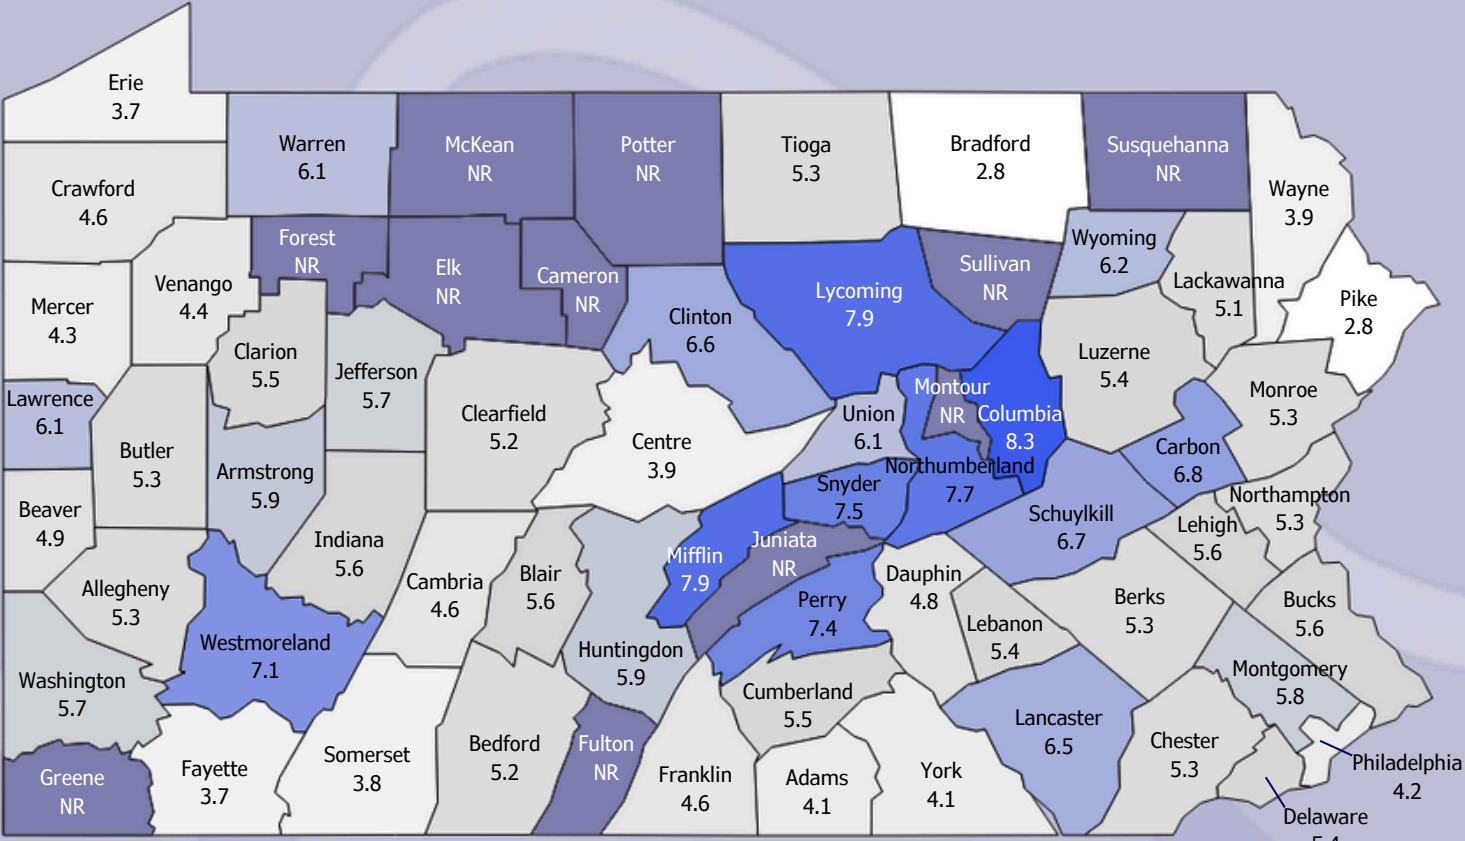 Erie
3.7
Warren
6.1
McKean
NR
Potter
NR
Tioga
5.3
Bradford
2.8
Susquehanna
NR
Wayne
3.9
Crawford
4.6
Forest
NR
Elk
NR
Cameron
NR
Sullivan
NR
Wyoming
6.2
Lackawanna
5.1
Pike
2.8
Mercer
4.3
Venango
4.4
Clinton
6.6
Lycoming
7.9
Clarion
5.5
Jefferson
5.7
Luzerne
5.4
Monroe
5.3
Lawrence
6.1
Clearfield
5.2
Centre
3.9
Union
6.1
Montour
NR
Columbia
8.3
Carbon
6.8
Butler
5.3
Armstrong
5.9
Snyder
7.5
Northumberland
7.7
Northampton
5.3
Beaver
4.9
Indiana
5.6
Mifflin
7.9
Juniata
NR
Schuylkill
6.7
Lehigh
5.6
Allegheny
5.3
Cambria
4.6
Blair
5.6
Perry
7.4
Dauphin
4.8
Lebanon
5.4
Berks
5.3
Bucks
5.6
Westmoreland
7.1
Huntingdon
5.9
Montgomery
5.8
Washington
5.7
Cumberland
5.5
Lancaster
6.5
Greene
NR
Fayette
3.7
Somerset
3.8
Bedford
5.2
Fulton
NR
Franklin
4.6
Adams
4.1
York
4.1
Chester
5.3
Philadelphia
4.2
Delaware